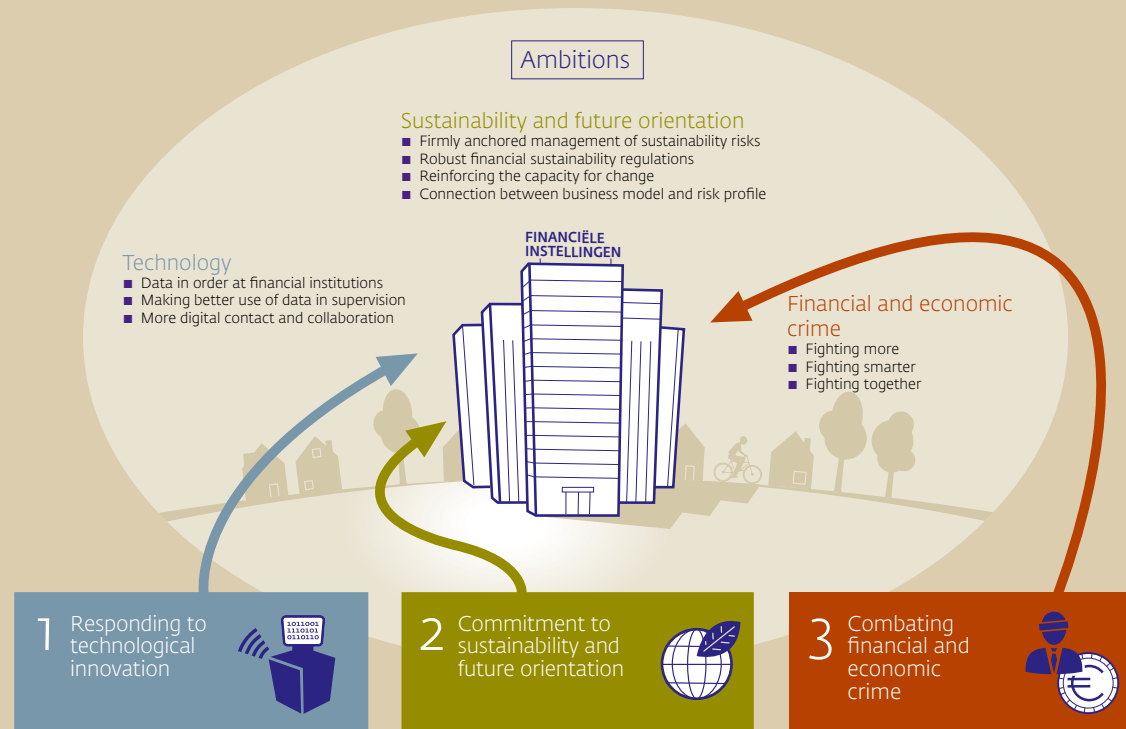 Ambitions
Sustainability and future orientation
■ Firmly anchored management of sustainability risks
■ Robust financial sustainability regulations
■ Reinforcing the capacity for change
■ Connection between business model and risk profile
FINANCIËLE
INSTELLINGEN
Technology
■ Data in order at financial institutions
■ Making better use of data in supervision
■ More digital contact and collaboration
Financial and economic
crime
■ Fighting more
■ Fighting smarter
■ Fighting together
1 Responding to
technological
innovation
1011001
1110101
0110110
2 Commitment to
sustainability and
future orientation
3 Combating
financial and
economic
crime
€